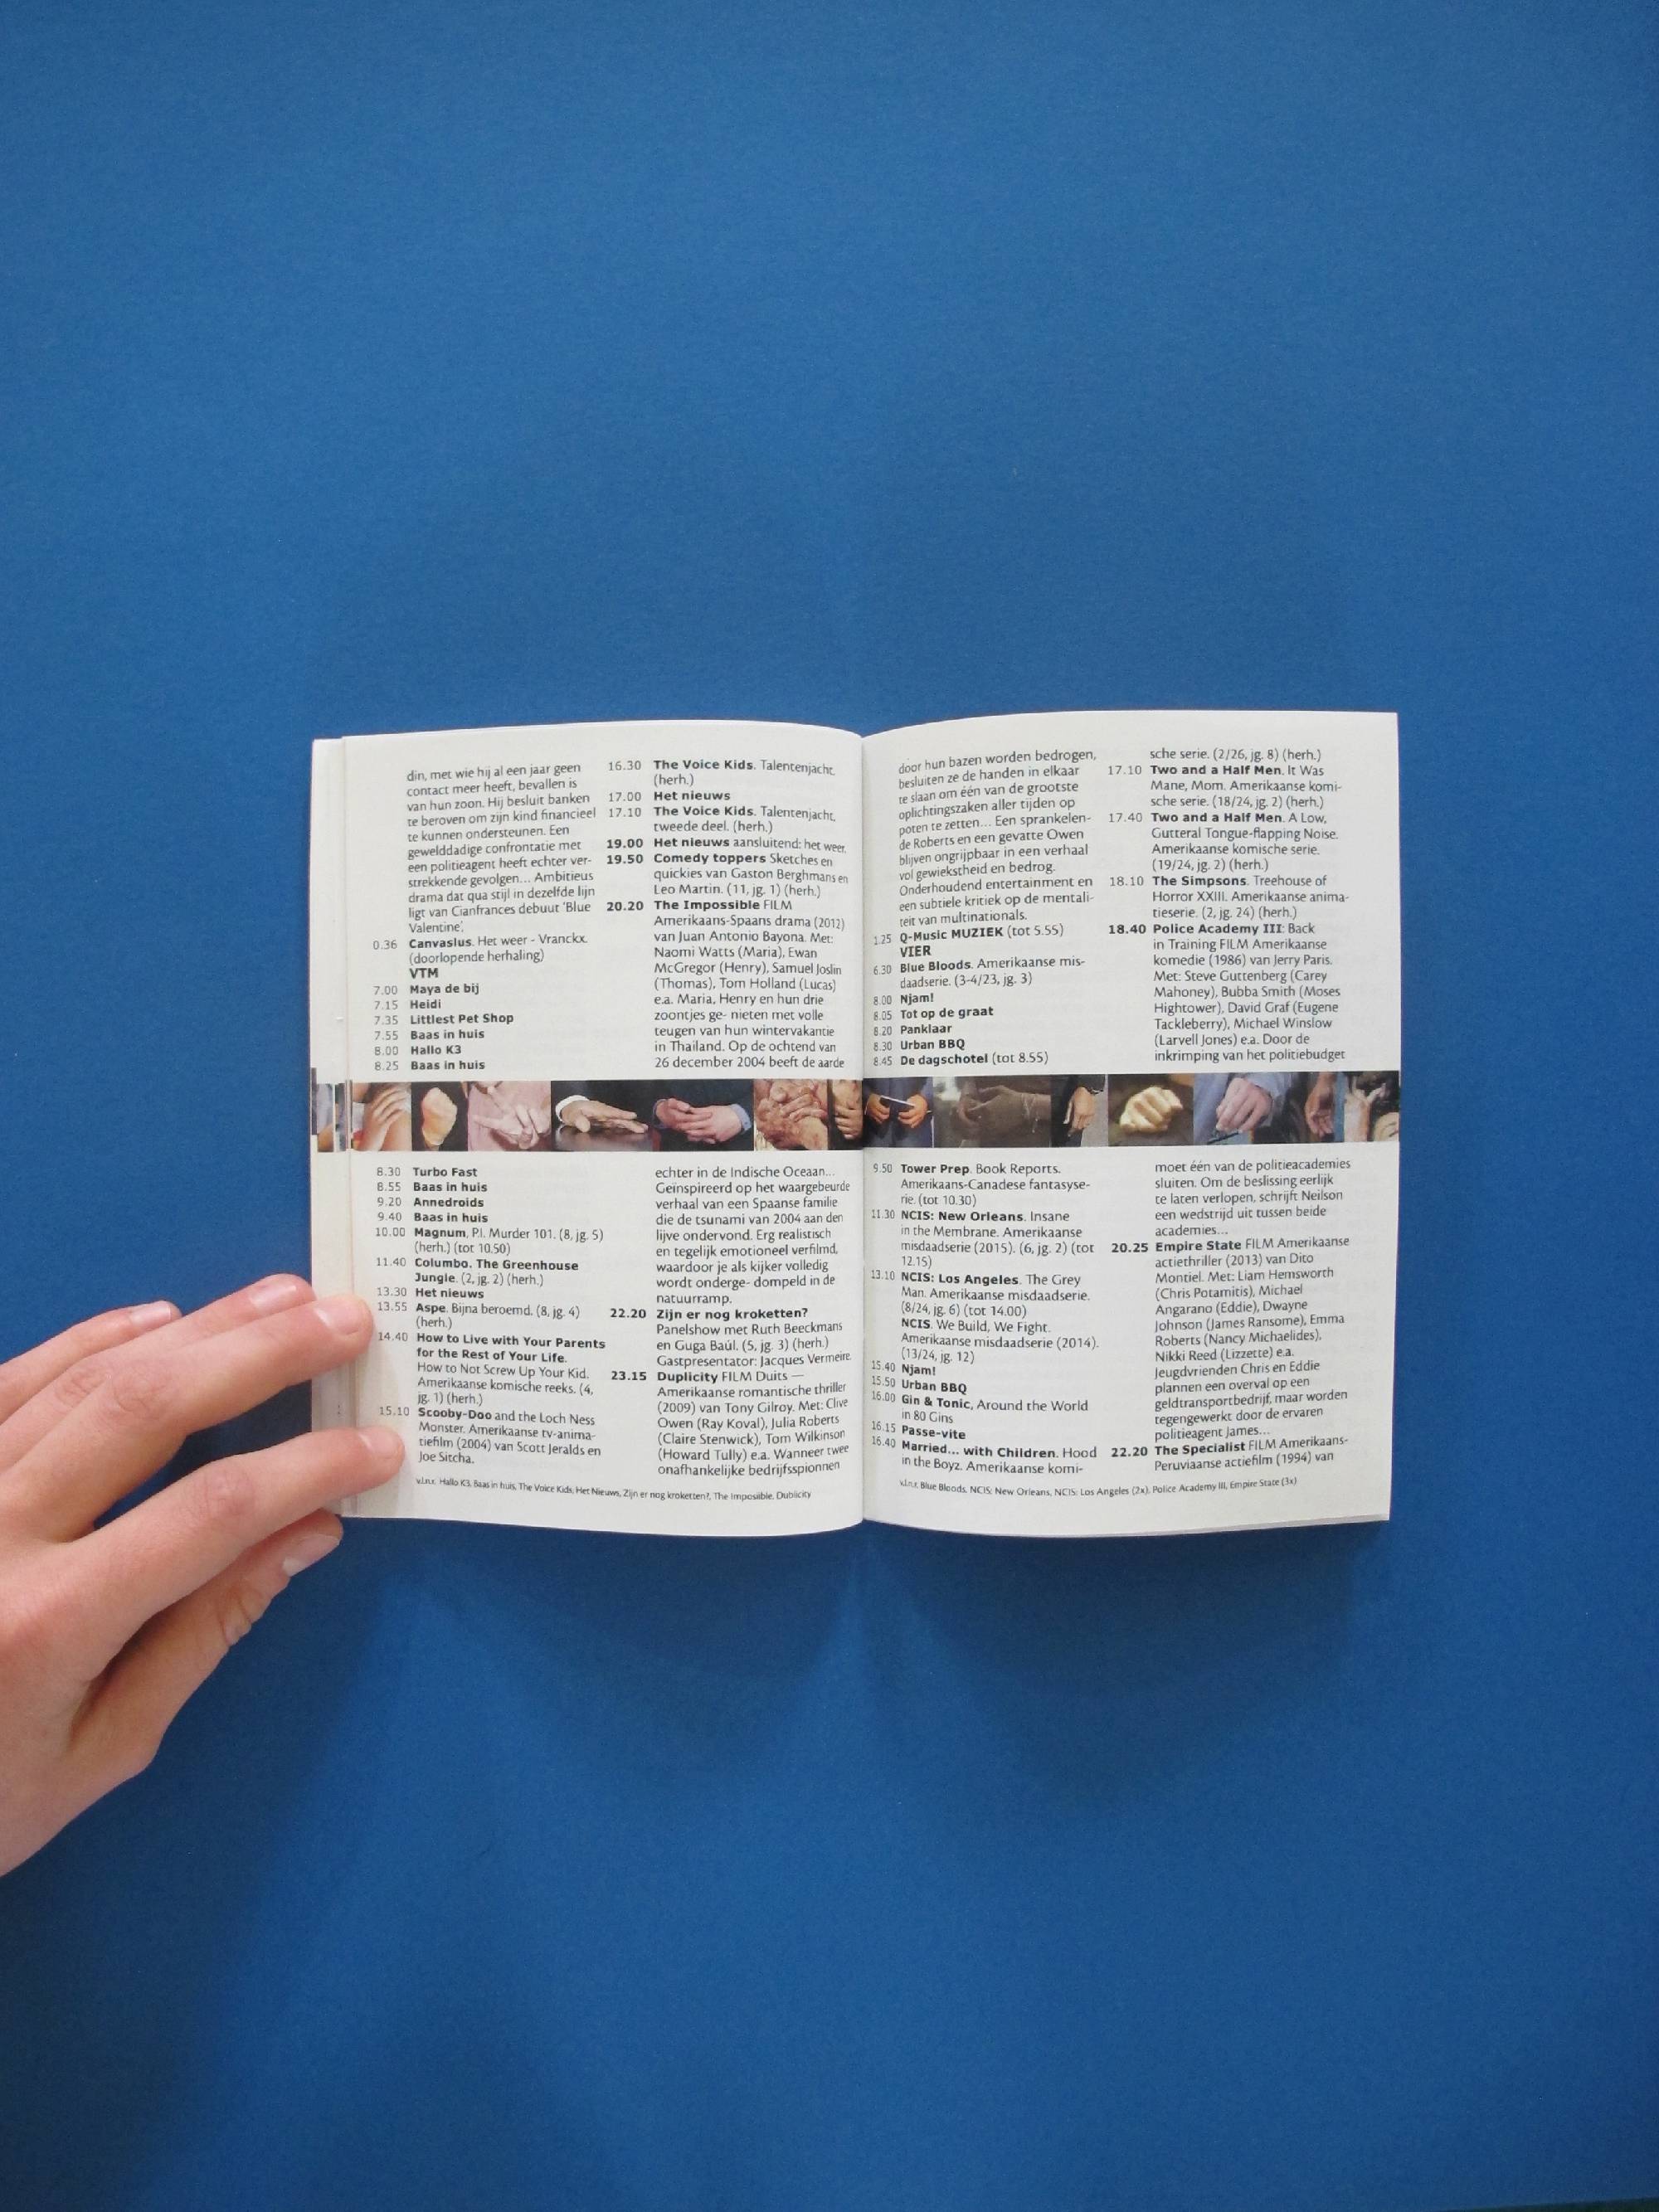 din, met wie hij al een jaar geen
contact meer heeft, bevallen is
van hun zoon. Hij besluit banken
te beroven om zijn kind financieel
te kunnen ondersteunen. Een
gewelddadige confrontatie met
een politieagent heeft echter ver-
strekkende gevolgen... Ambitieus
drama dat qua stijl in dezelfde lijn
ligt van Cianfrances debuut 'Blue
Valentine'.
0.36 Canvaslus. Het weer - Vranckx.
(doorlopende herhaling)
VTM
7.00 Maya de bij
7.15 Heidi
7.35 Littlest Pet Shop
7.55 Baas in huis
8.00 Hallo K3
8.25 Baas in huis
8.30 Turbo Fast
8.55 Baas in huis
9.20 Annedroids
9.40 Baas in huis
10.00 Magnum, P.I. Murder 101. (8, jg. 5)
(herh.) (tot 10.50)
11.40 Columbo. The Greenhouse
Jungle. (2, jg. 2) (herh.)
13.30 Het nieuws
13.55 Aspe. Bijna beroemd. (8, jg. 4)
(herh.)
14.40 How to Live with Your Parents
for the Rest of Your Life.
How to Not Screw Up Your Kid.
Amerikaanse komische reeks. (4,
jg. 1) (herh.)
15.10 Scooby-Doo and the Loch Ness
Monster. Amerikaanse tv-anima-
tiefilm (2004) van Scott Jeralds en
Joe Sitcha.
16.30 The Voice Kids. Talentenjacht.
(herh.)
17.00 Het nieuws
17.10 The Voice Kids. Talentenjacht,
tweede deel. (herh.)
19.00 Het nieuws aansluitend: het weer.
19.50 Comedy toppers Sketches en
quickies van Gaston Berghmans en
Leo Martin. (11, jg. 1) (herh.)
20.20 The Impossible FILM
Amerikaans-Spaans drama (2012)
van Juan Antonio Bayona. Met:
Naomi Watts (Maria), Ewan
McGregor (Henry), Samuel Joslin
(Thomas), Tom Holland (Lucas)
e.a. Maria, Henry en hun drie
zoontjes ge- nieten met volle
teugen van hun wintervakantie
in Thailand. Op de ochtend van
26 december 2004 beeft de aarde
echter in de Indische Oceaan...
Geïnspireerd op het waargebeurde
verhaal van een Spaanse familie
die de tsunami van 2004 aan den
lijve ondervond. Erg realistisch
en tegelijk emotioneel verfilmd,
waardoor je als kijker volledig
wordt onderge- dompeld in de
natuurramp.
22.20 Zijn er nog kroketten?
Panelshow met Ruth Beeckmans
en Guga Baúl. (5, jg. 3) (herh.)
Gastpresentator: Jacques Vermeire.
23.15 Duplicity FILM Duits —
Amerikaanse romantische thriller
(2009) van Tony Gilroy. Met: Clive
Owen (Ray Koval), Julia Roberts
(Claire Stenwick), Tom Wilkinson
(Howard Tully) e.a. Wanneer twee
onafhankelijke bedrijfsspionnen
v.l.n.r. Hallo K3, Baas in huis, The Voice Kids, Het Nieuws, Zijn er nog kroketten?, The Impossible, Dublicity
door hun bazen worden bedrogen,
besluiten ze de handen in elkaar
te slaan om één van de grootste
oplichtingszaken aller tijden op
poten te zetten... Een sprankelen-
de Roberts en een gevatte Owen
blijven ongrijpbaar in een verhaal
vol gewiekstheid en bedrog.
Onderhoudend entertainment en
een subtiele kritiek op de mentali-
teit van multinationals.
1.25 Q-Music MUZIEK (tot 5.55)
VIER
6.30 Blue Bloods. Amerikaanse mis-
daadserie. (3-4/23, jg. 3)
8.00 Njam!
8.05 Tot op de graat
8.20 Panklaar
8.30 Urban BBQ
8.45 De dagschotel (tot 8.55)
9.50 Tower Prep. Book Reports.
Amerikaans-Canadese fantasyse-
rie. (tot 10.30)
11.30 NCIS: New Orleans. Insane
in the Membrane. Amerikaanse
misdaadserie (2015). (6, jg. 2) (tot
12.15)
13.10 NCIS: Los Angeles. The Grey
Man. Amerikaanse misdaadserie.
(8/24, jg. 6) (tot 14.00)
NCIS. We Build, We Fight.
Amerikaanse misdaadserie (2014).
(13/24, jg. 12)
15.40 Njam!
15.50 Urban BBQ
16.00 Gin & Tonic, Around the World
in 80 Gins
16.15 Passe-vite
16.40 Married... with Children. Hood
in the Boyz. Amerikaanse komi-
sche serie. (2/26, jg. 8) (herh.)
17.10 Two and a Half Men. It Was
Mane, Mom. Amerikaanse komi-
sche serie. (18/24, jg. 2) (herh.)
17.40 Two and a Half Men. A Low,
Gutteral Tongue-flapping Noise.
Amerikaanse komische serie.
(19/24, jg. 2) (herh.)
18.10 The Simpsons. Treehouse of
Horror XXIII. Amerikaanse anima-
tieserie. (2, jg. 24) (herh.)
18.40 Police Academy III: Back
in Training FILM Amerikaanse
komedie (1986) van Jerry Paris.
Met: Steve Guttenberg (Carey
Mahoney), Bubba Smith (Moses
Hightower), David Graf (Eugene
Tackleberry), Michael Winslow
(Larvell Jones) e.a. Door de
inkrimping van het politiebudget
moet één van de politieacademies
sluiten. Om de beslissing eerlijk
te laten verlopen, schrijft Neilson
een wedstrijd uit tussen beide
academies...
20.25 Empire State FILM Amerikaanse
actiethriller (2013) van Dito
Montiel. Met: Liam Hemsworth
(Chris Potamitis), Michael
Angarano (Eddie), Dwayne
Johnson (James Ransome), Emma
Roberts (Nancy Michaelides),
Nikki Reed (Lizzette) e.a.
Jeugdvrienden Chris en Eddie
plannen een overval op een
geldtransportbedrijf, maar worden
tegengewerkt door de ervaren
politieagent James...
22.20 The Specialist FILM Amerikaans-
Peruviaanse actiefilm (1994) van
v.l.n.r. Blue Bloods, NCIS: New Orleans, NCIS: Los Angeles (2x), Police Academy III, Empire State (3x)